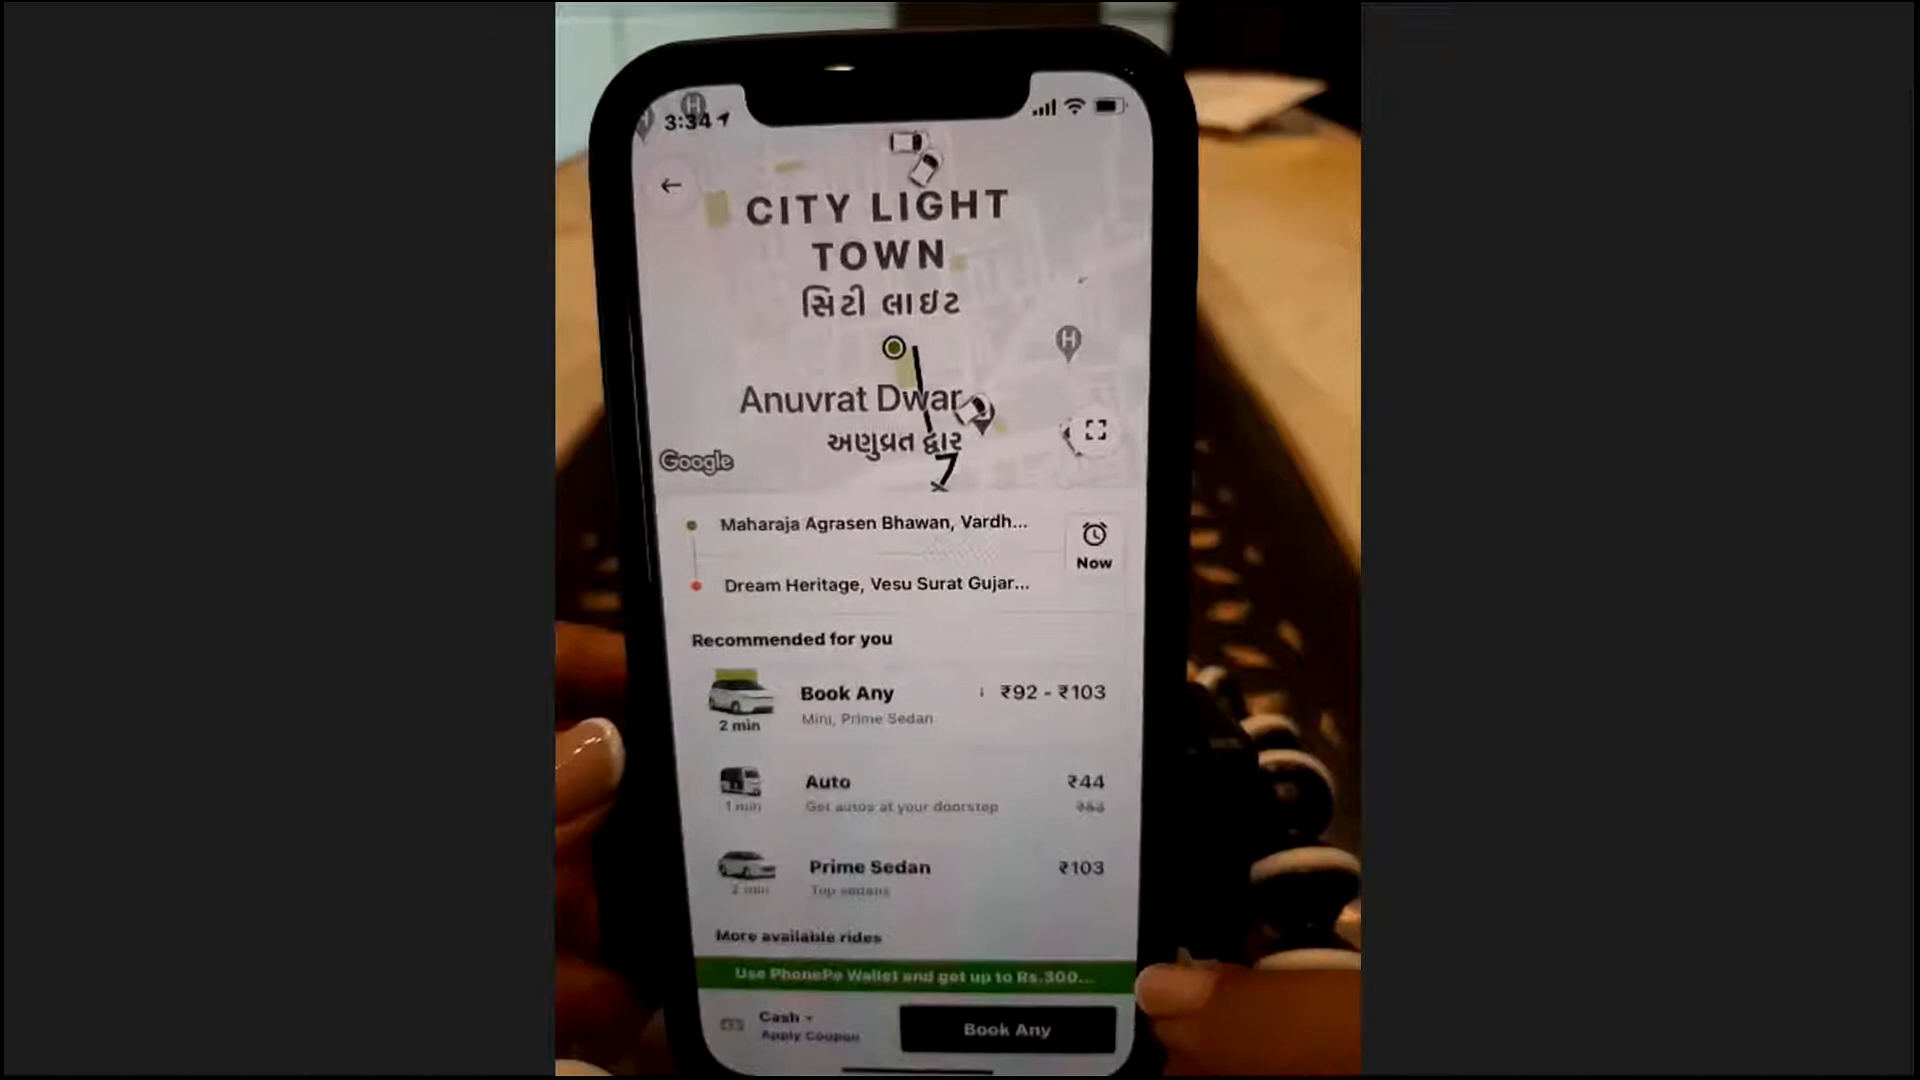 3:34
CITY LIGHT
TOWN
સિટી લાઈટ
Anuvrat Dwar
અણુવ્રત દ્વાર
Google
Maharaja Agrasen Bhawan, Vardh...
Dream Heritage, Vesu Surat Gujar...
Now
Recommended for you
Book Any ₹92 - ₹103
2 min Mini, Prime Sedan
Auto ₹44
1 min Get autos at your doorstep ₹53
Prime Sedan ₹103
2 min Top sedans
More available rides
Use PhonePe Wallet and get up to Rs.300...
Cash
Apply Coupon
Book Any